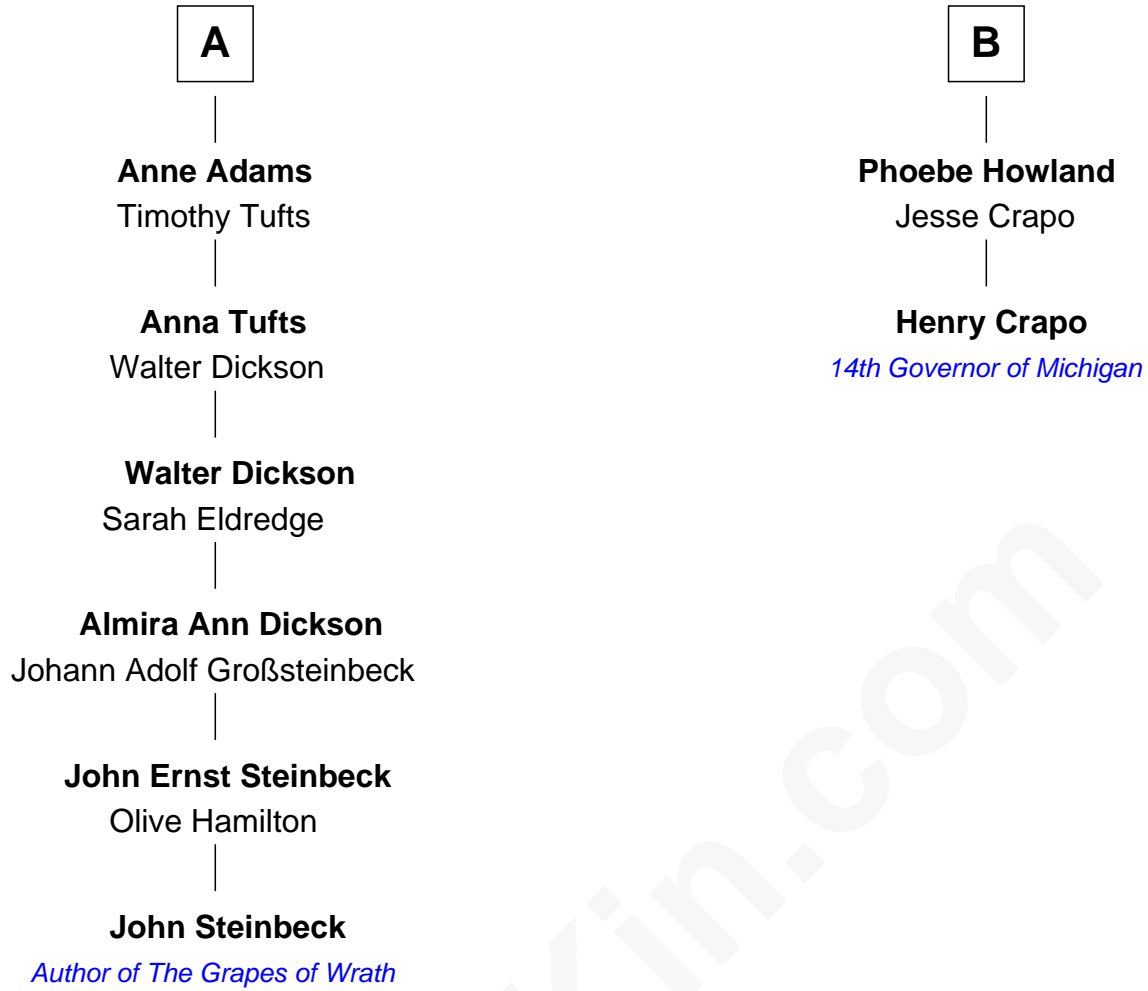 A
Anne Adams
Timothy Tufts
Anna Tufts
Walter Dickson
Walter Dickson
Sarah Eldredge
Almira Ann Dickson
Johann Adolf Großsteinbeck
John Ernst Steinbeck
Olive Hamilton
John Steinbeck
Author of The Grapes of Wrath
B
Phoebe Howland
Jesse Crapo
Henry Crapo
14th Governor of Michigan